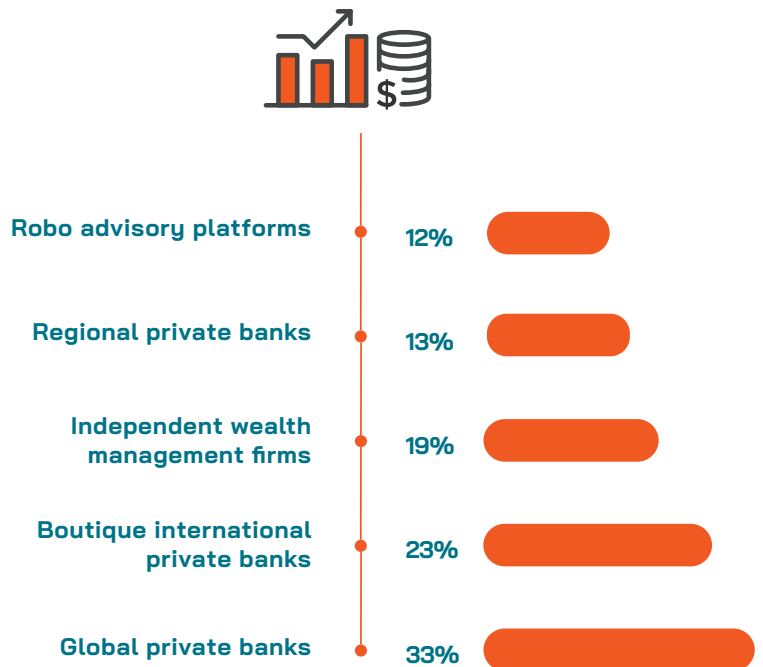 $
Robo advisory platforms
12%
Regional private banks
13%
Independent wealth
management firms
19%
Boutique international
private banks
23%
Global private banks
33%